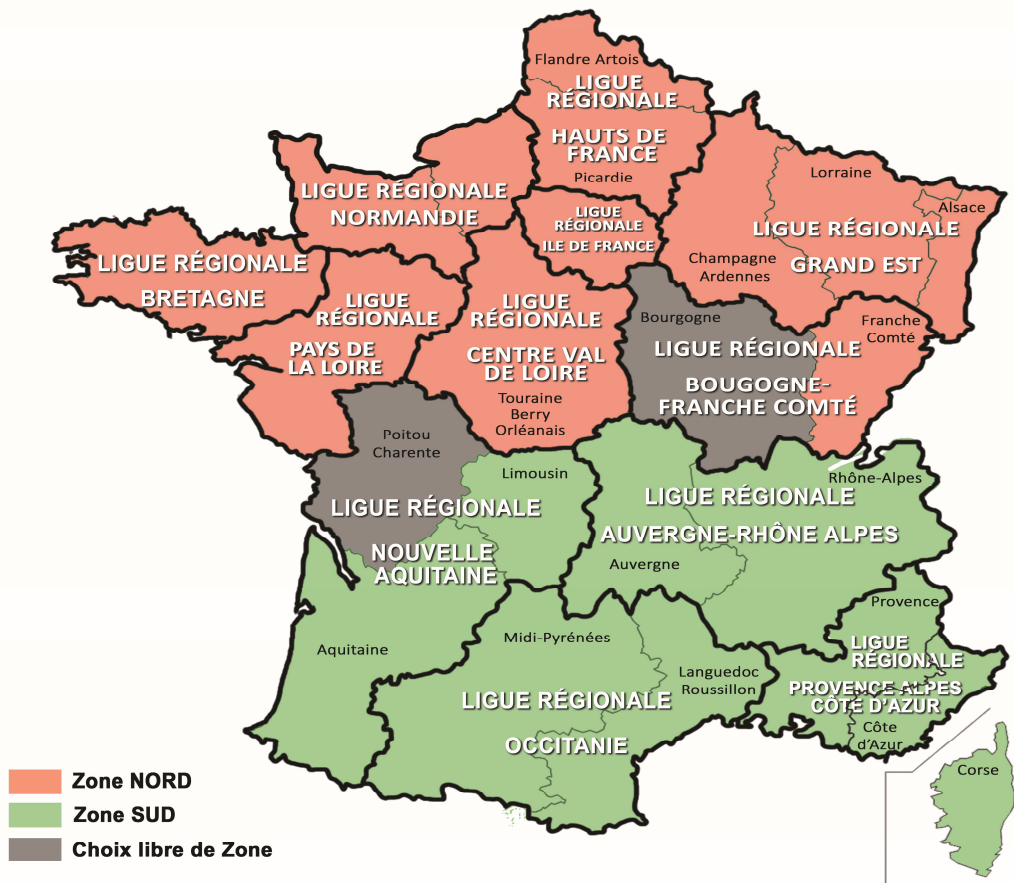 Flandre Artois
LIGUE
RÉGIONALE
HAUTS DE
FRANCE
Picardie
LIGUE RÉGIONALE
NORMANDIE
LIGUE
RÉGIONALE
ILE DE FRANCE
Lorraine
Alsace
LIGUE RÉGIONALE
GRAND EST
Champagne
Ardennes
LIGUE RÉGIONALE
BRETAGNE
LIGUE
RÉGIONALE
PAYS DE
LA LOIRE
LIGUE
RÉGIONALE
CENTRE VAL
DE LOIRE
Touraine
Berry
Orléanais
Bourgogne
Franche
Comté
LIGUE RÉGIONALE
BOUGOGNE-
FRANCHE COMTÉ
Poitou
Charente
Limousin
LIGUE RÉGIONALE
NOUVELLE
AQUITAINE
Aquitaine
Rhône-Alpes
LIGUE RÉGIONALE
AUVERGNE-RHÔNE ALPES
Auvergne
Midi-Pyrénées
Languedoc
Roussillon
LIGUE RÉGIONALE
OCCITANIE
Provence
LIGUE
RÉGIONALE
PROVENCE ALPES
CÔTE D'AZUR
Côte
d'Azur
Corse
Zone NORD
Zone SUD
Choix libre de Zone